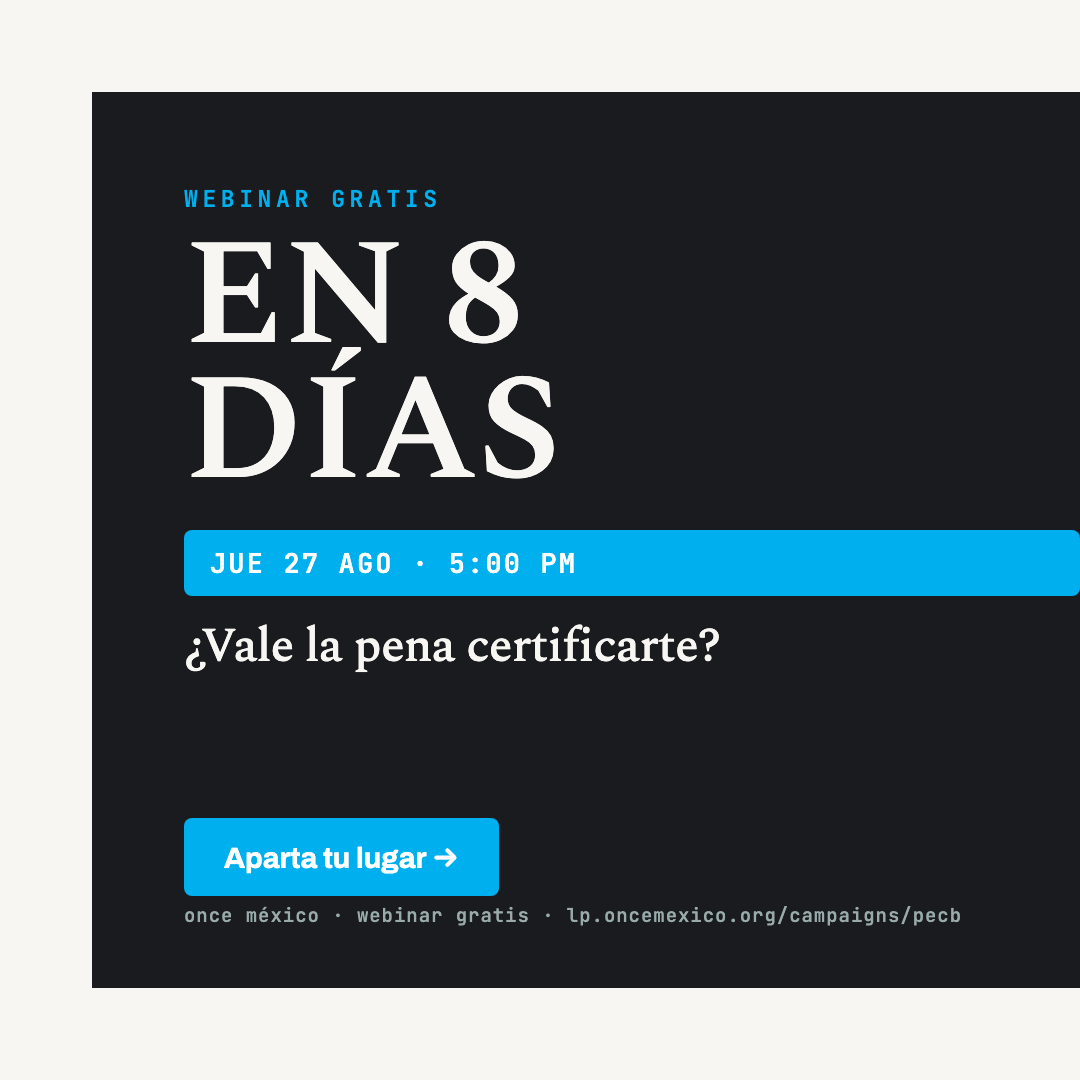 WEBINAR GRATIS
EN 8
DÍAS
JUE 27 AGO · 5:00 PM
¿Vale la pena certificarte?
Aparta tu lugar →
once méxico · webinar gratis · lp.oncemexico.org/campaigns/pecb